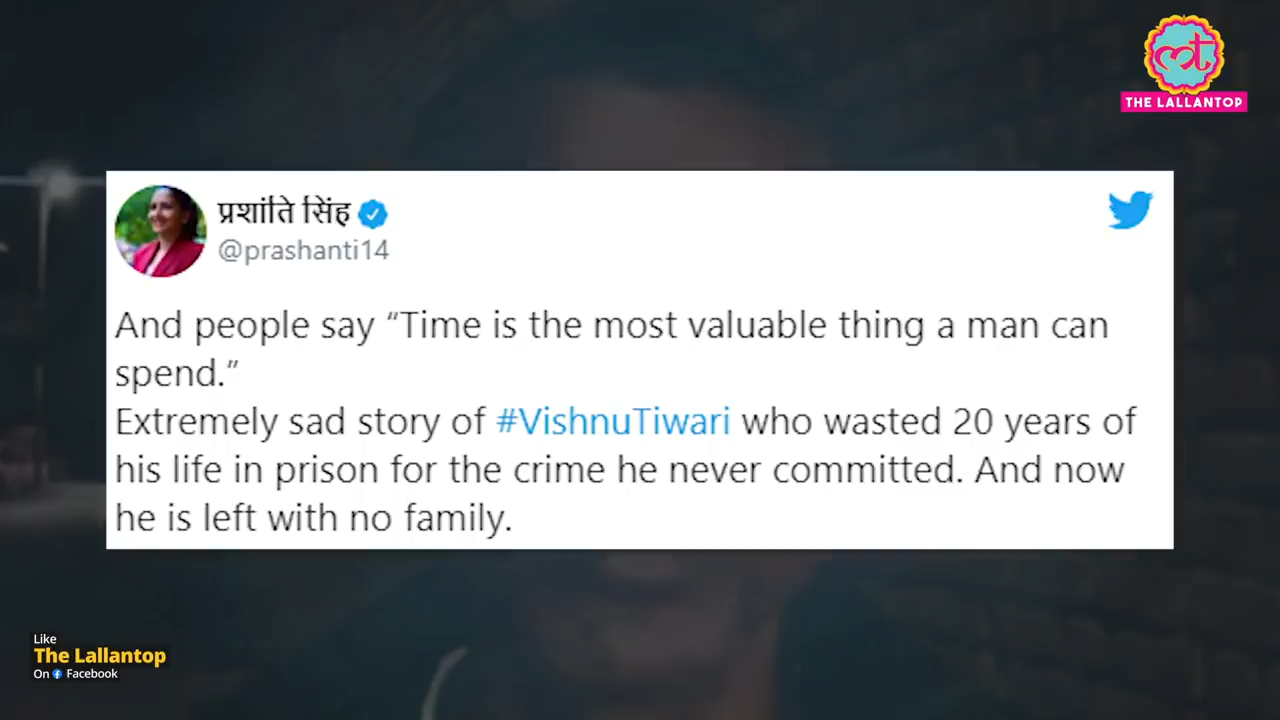 लT
THE LALLANTOP
प्रशांति सिंह
@prashanti14
And people say “Time is the most valuable thing a man can
spend.”
Extremely sad story of #VishnuTiwari who wasted 20 years of
his life in prison for the crime he never committed. And now
he is left with no family.
Like
The Lallantop
On Facebook